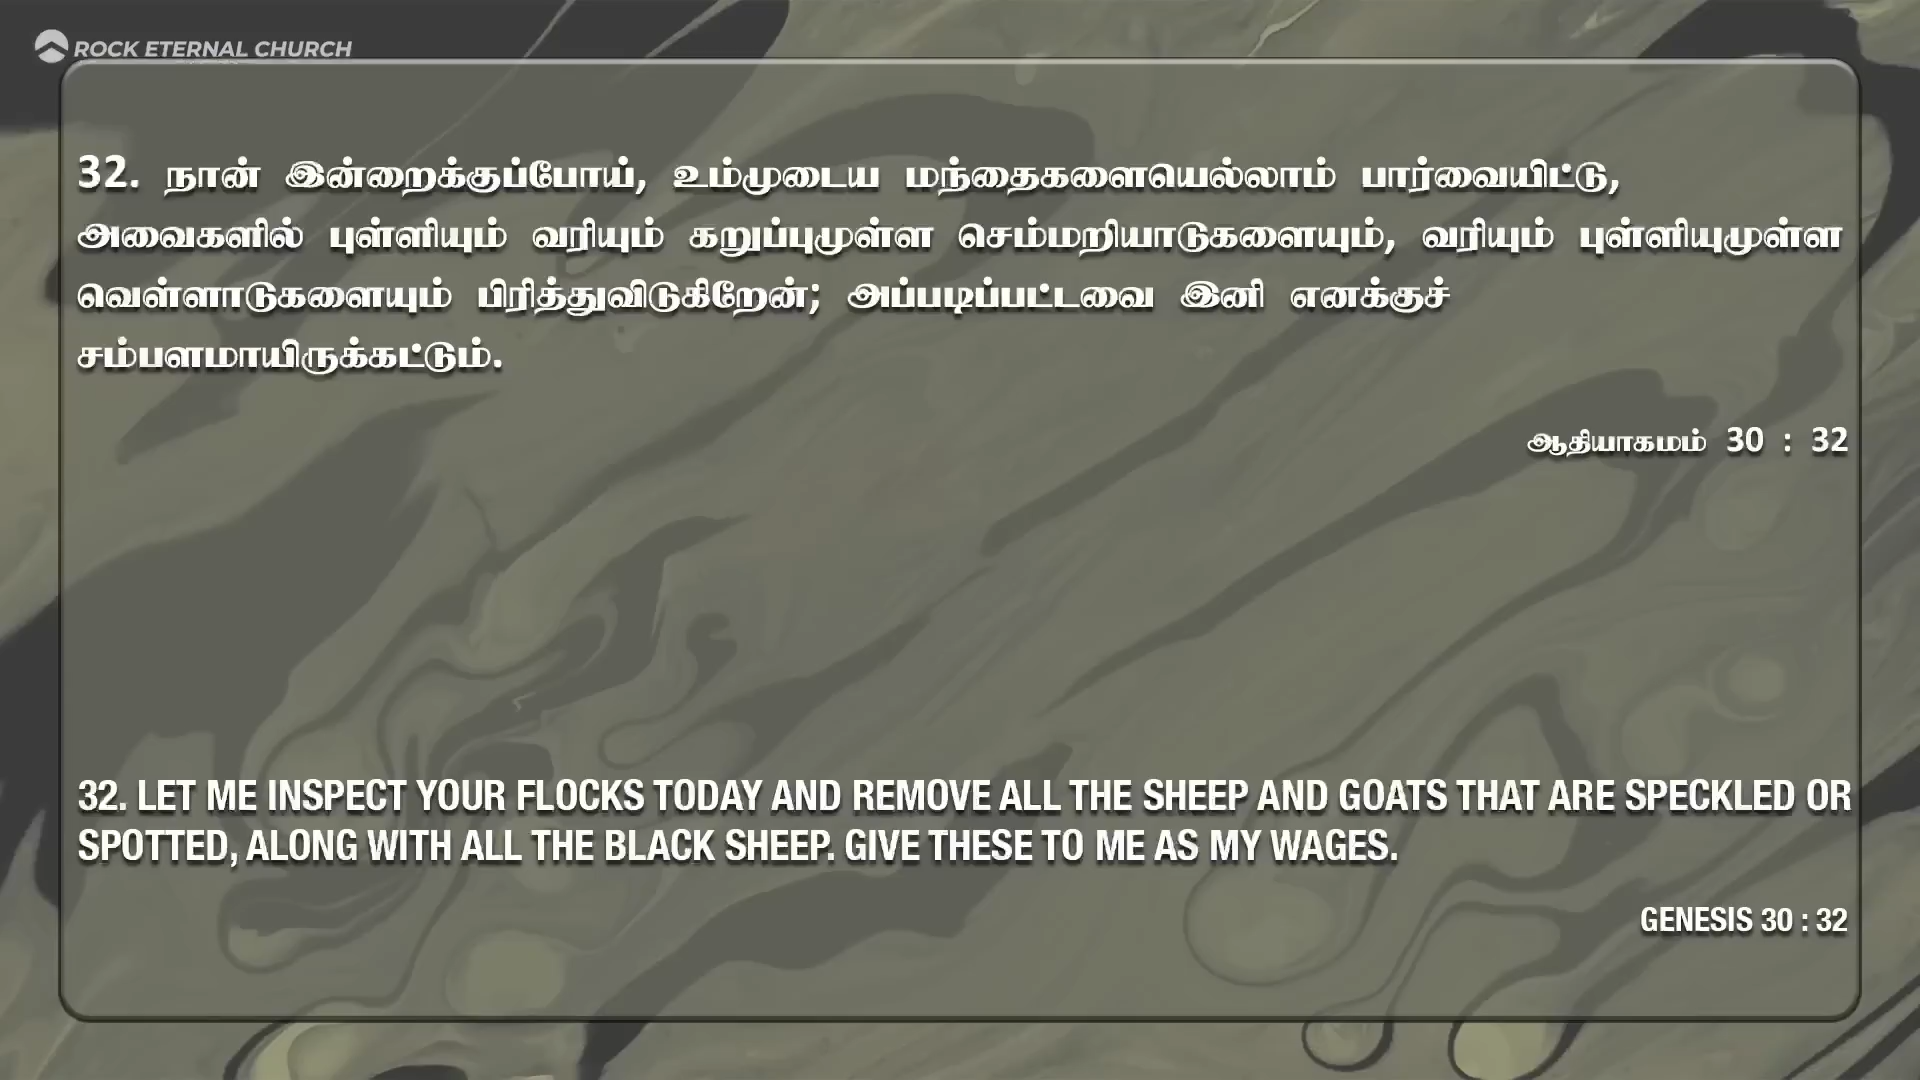 ROCK ETERNAL CHURCH
32. நான் இன்றைக்குப்போய், உம்முடைய மந்தைகளையெல்லாம் பார்வையிட்டு,
அவைகளில் புள்ளியும் வரியும் கறுப்புமுள்ள செம்மறியாடுகளையும், வரியும் புள்ளியுமுள்ள
வெள்ளாடுகளையும் பிரித்துவிடுகிறேன்; அப்படிப்பட்டவை இனி எனக்குச்
சம்பளமாயிருக்கட்டும்.
ஆதியாகமம் 30 : 32
32. LET ME INSPECT YOUR FLOCKS TODAY AND REMOVE ALL THE SHEEP AND GOATS THAT ARE SPECKLED OR
SPOTTED, ALONG WITH ALL THE BLACK SHEEP. GIVE THESE TO ME AS MY WAGES.
GENESIS 30 : 32